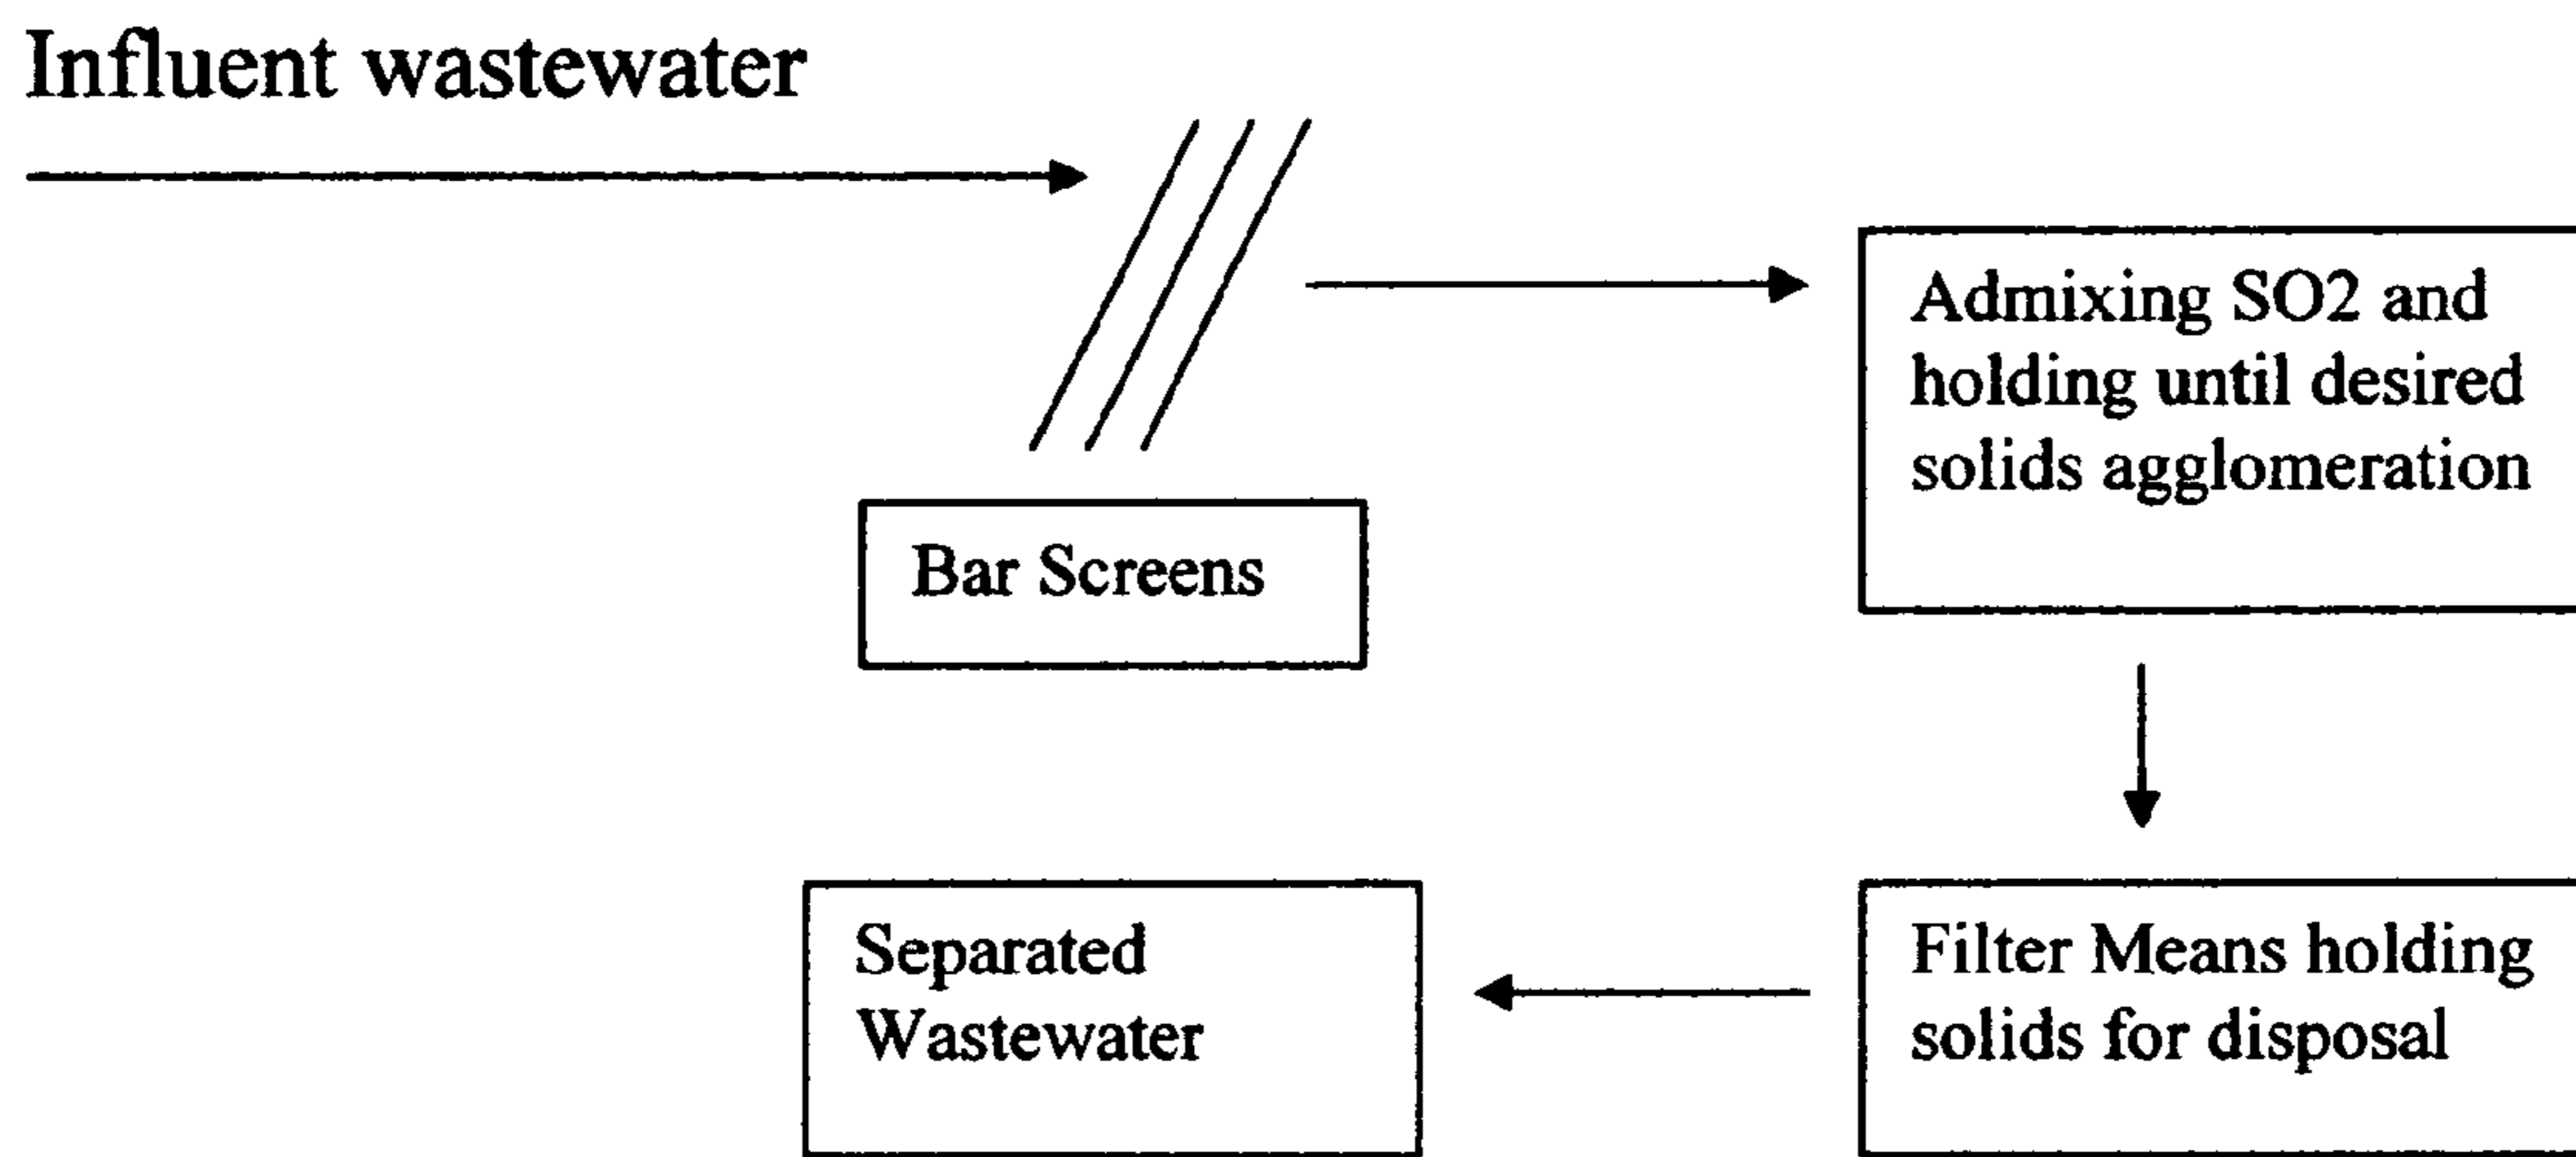 Influent wastewater
Admixing SO2 and
holding until desired
solids agglomeration
Bar Screens
Separated
Wastewater
Filter Means holding
solids for disposal